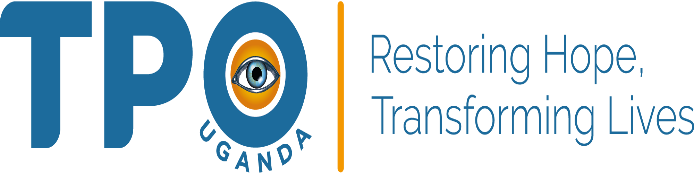 TPO
UGANDA
Restoring Hope,
Transforming Lives